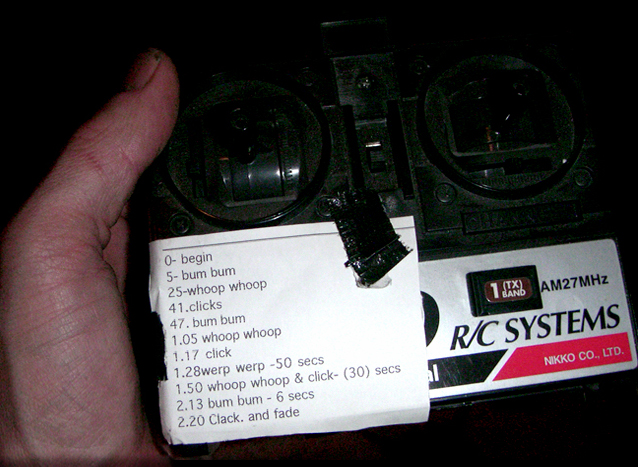 0- begin
5- bum bum
25-whoop whoop
41.clicks
47. bum bum
1.05 whoop whoop
1.17 click
1.28werp werp -50 secs
1.50 whoop whoop & click- (30) secs
2.13 bum bum - 6 secs
2.20 Clack. and fade
1 (TX) BAND
AM27MHz
R/C SYSTEMS
NIKKO CO., LTD.
al